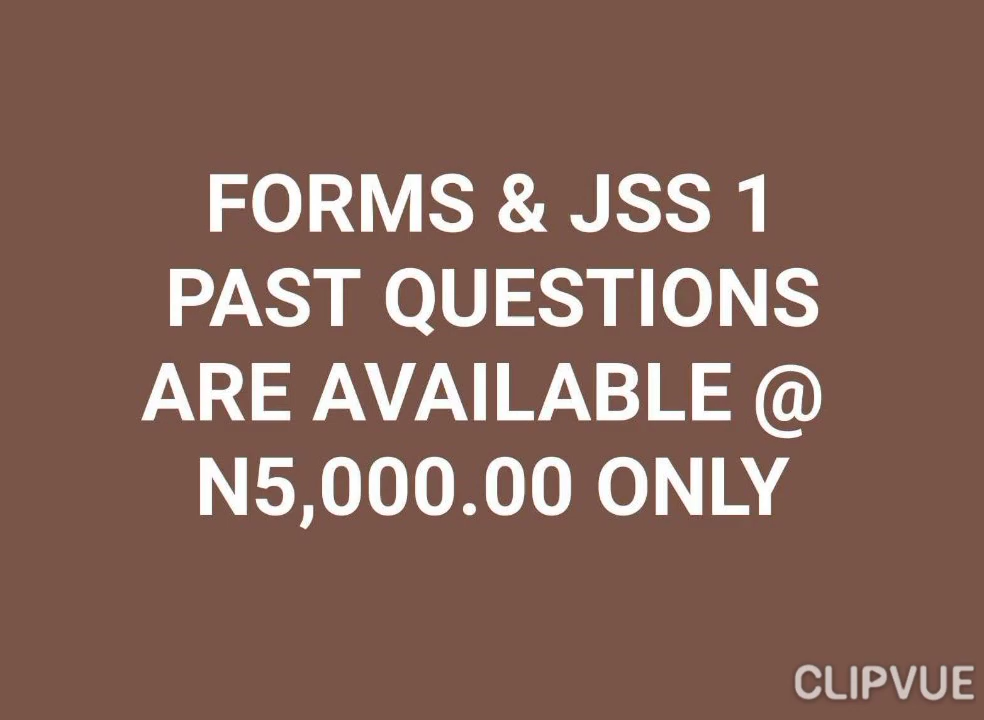 FORMS & JSS 1
PAST QUESTIONS
ARE AVAILABLE @
N5,000.00 ONLY
CLIPVUE